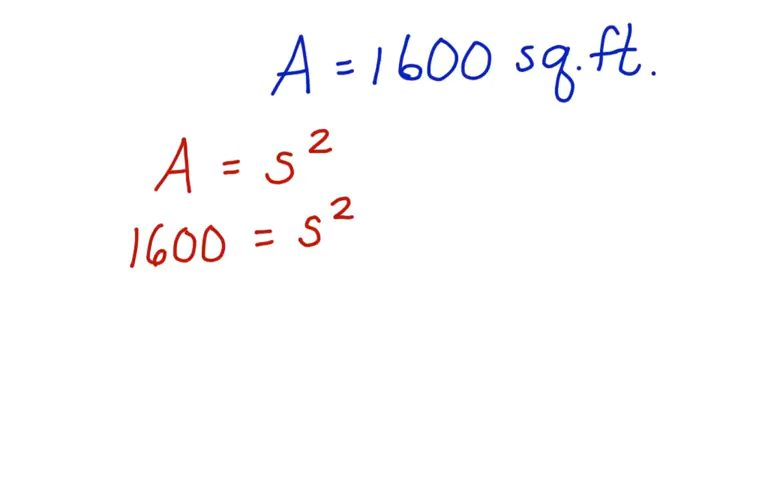 A = 1600 sq.ft.
A = s²
1600 = s²